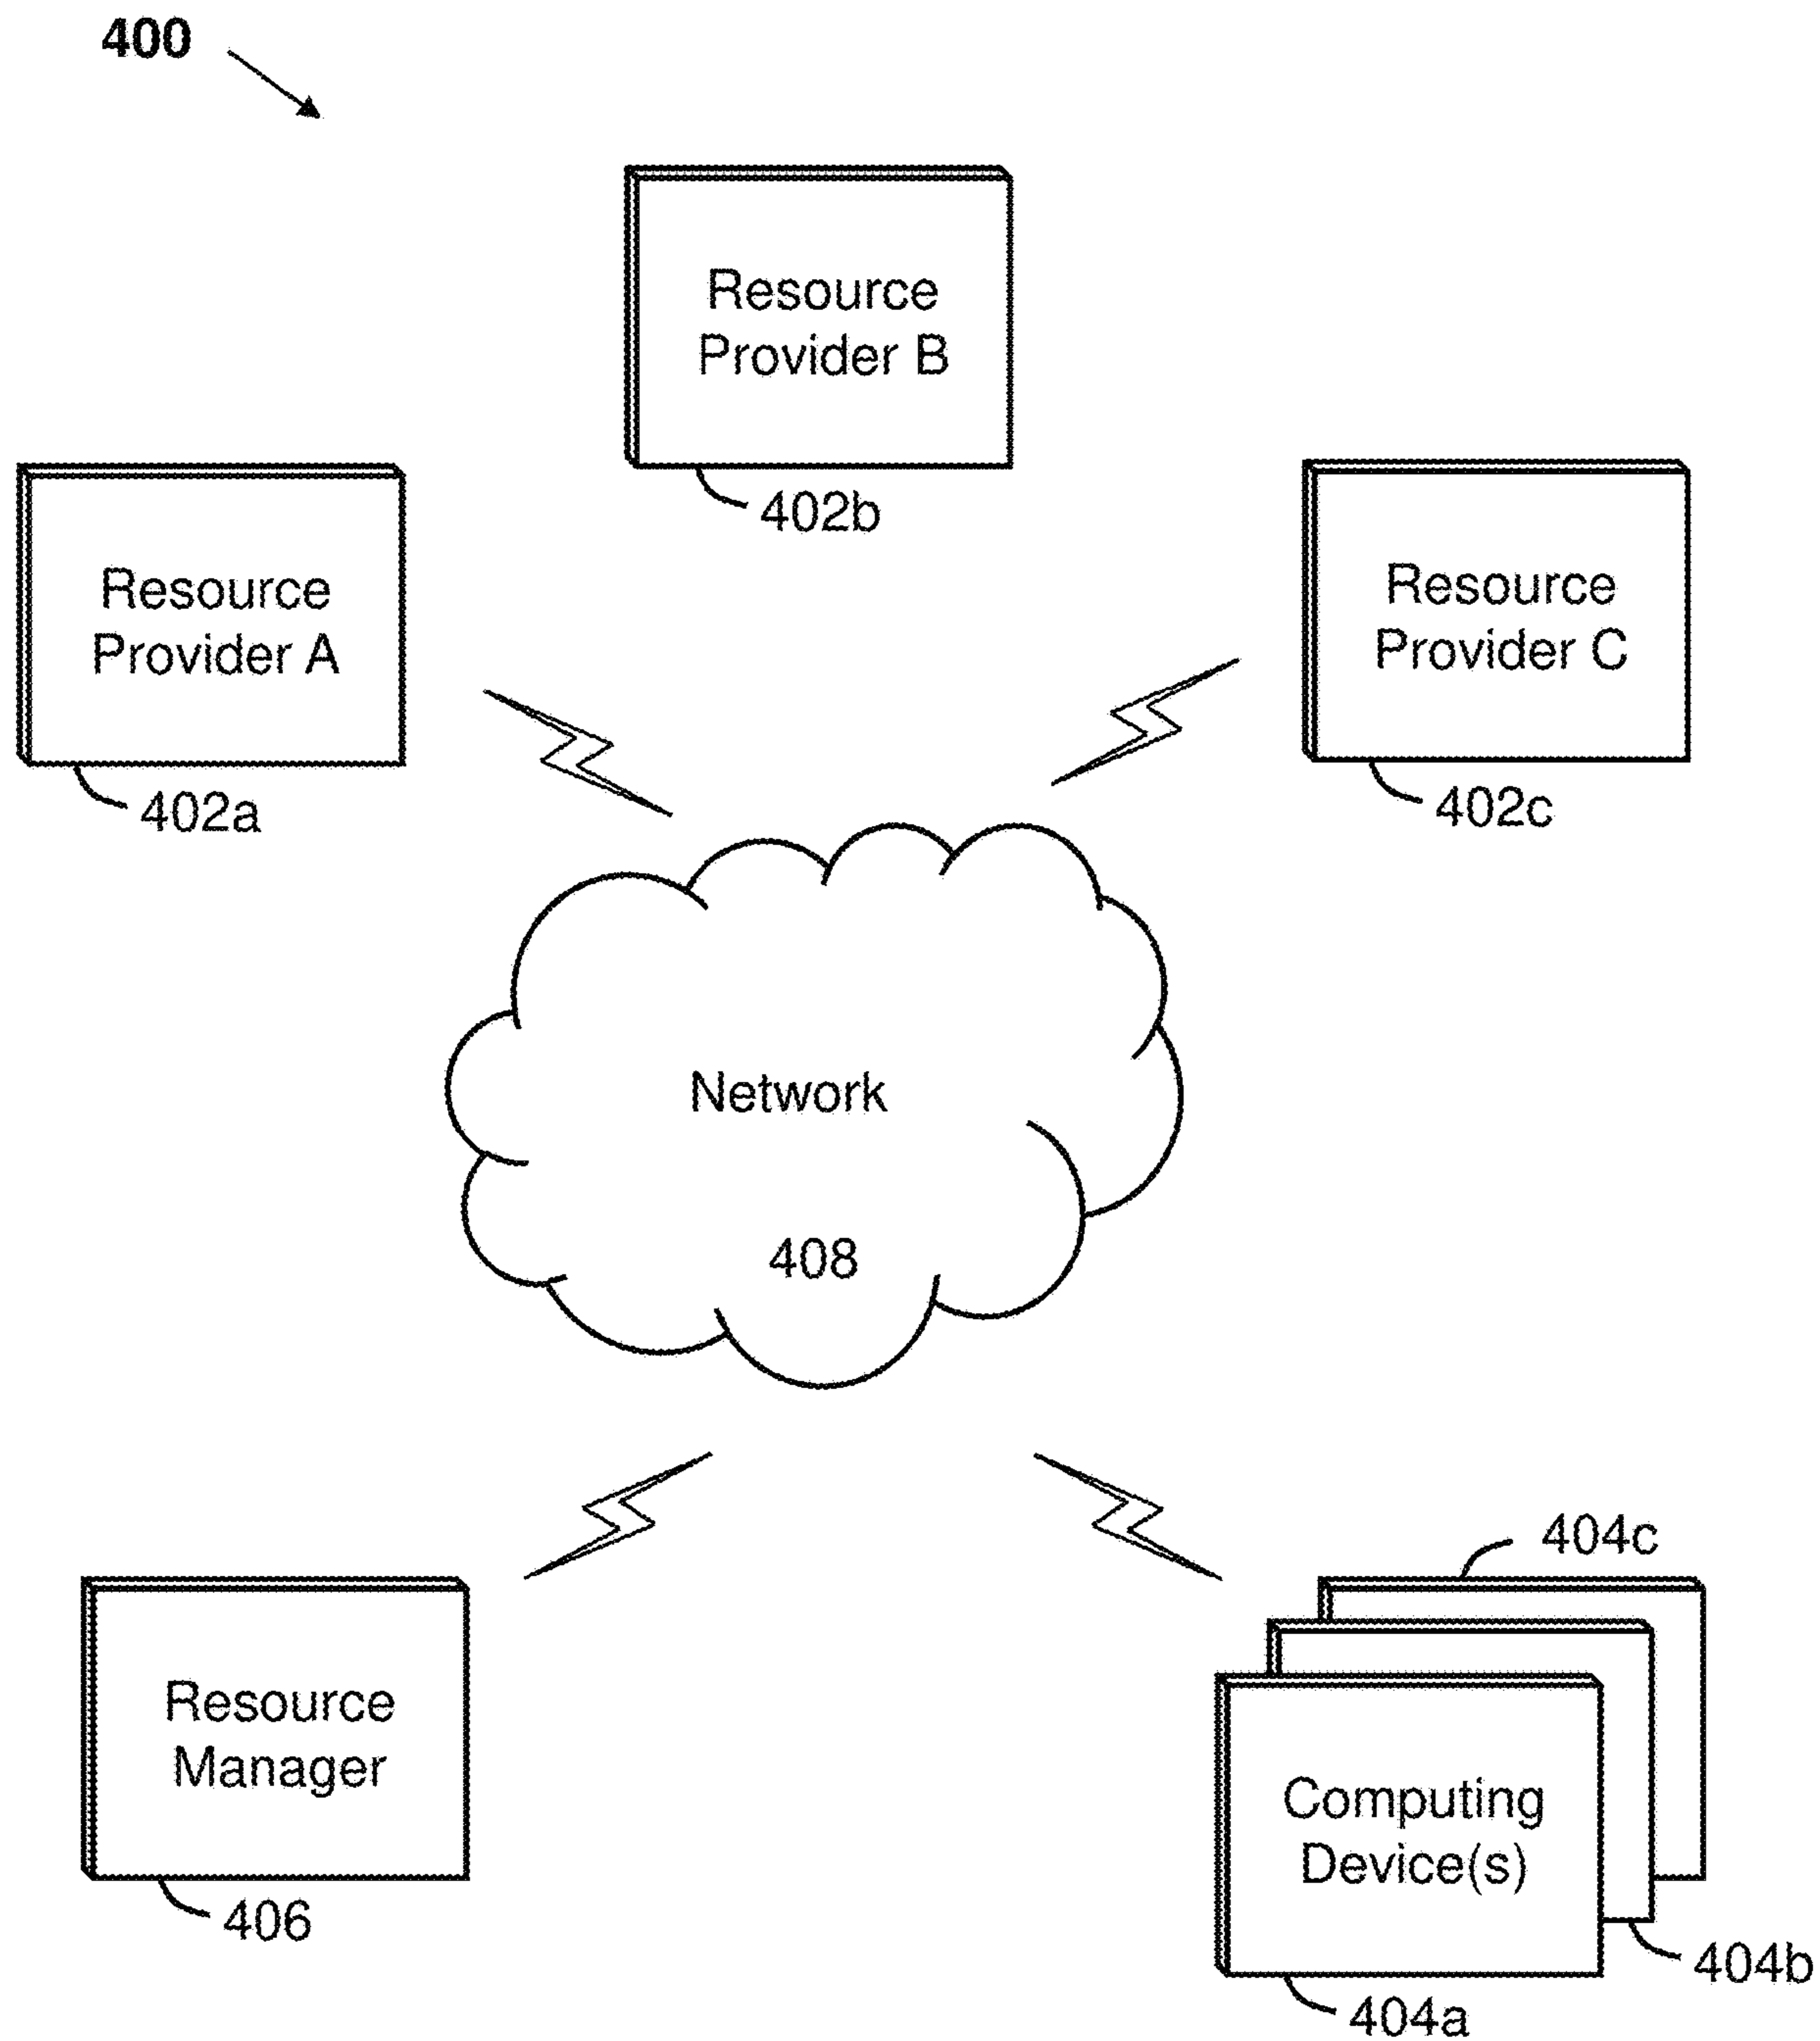 400
Resource
Provider B
402b
Resource
Provider A
402a
Resource
Provider C
402c
Network
408
Resource
Manager
406
404c
Computing
Device(s)
404b
404a